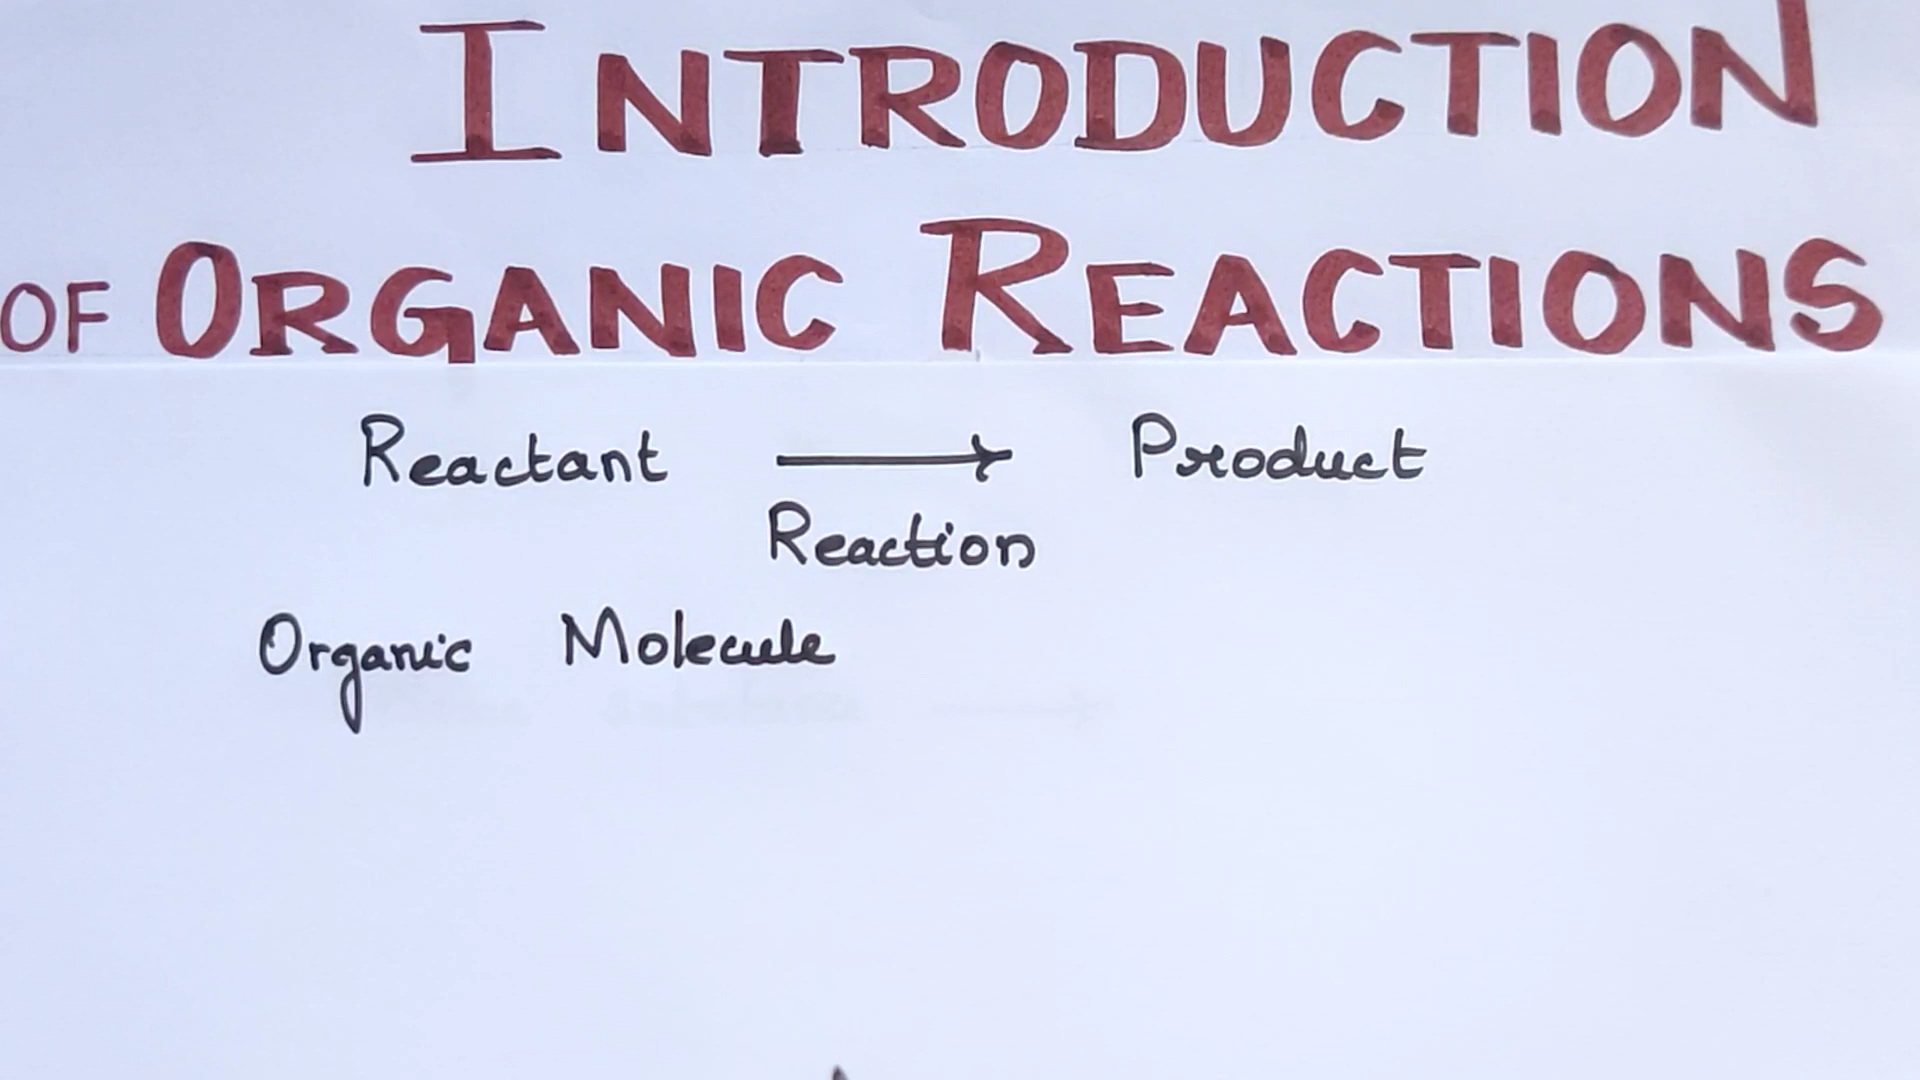 INTRODUCTION
OF ORGANIC REACTIONS
Reactant → Product
Reaction
Organic Molecule